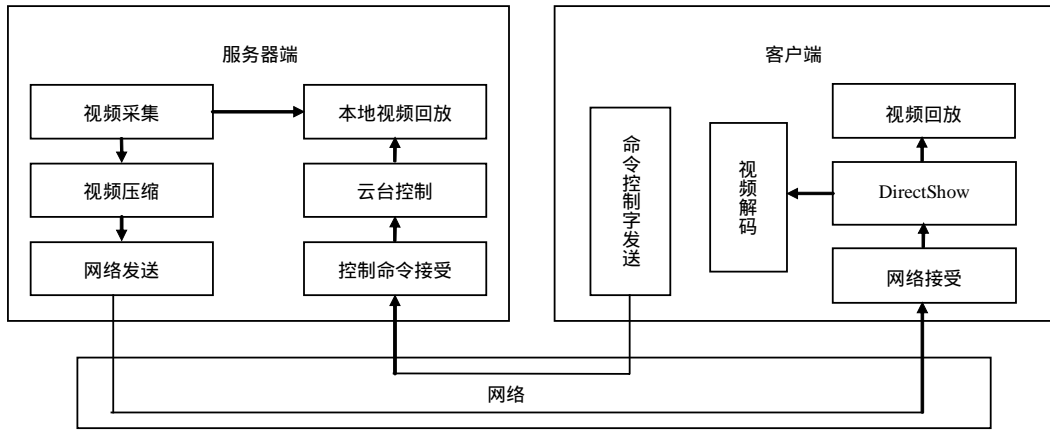 服务器端
视频采集
本地视频回放
视频压缩
云台控制
网络发送
控制命令接受
客户端
命令控制字发送
视频解码
视频回放
DirectShow
网络接受
网络